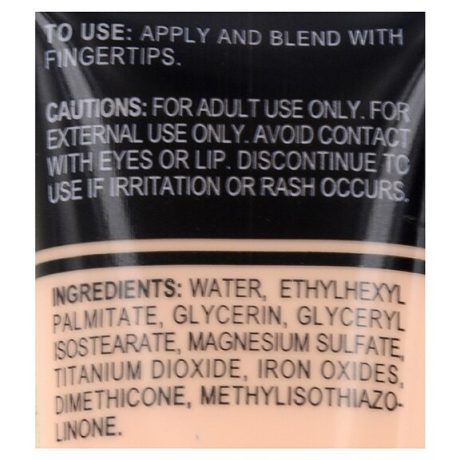 TO USE: APPLY AND BLEND WITH
FINGERTIPS.
CAUTIONS: FOR ADULT USE ONLY. FOR
EXTERNAL USE ONLY. AVOID CONTACT
WITH EYES OR LIP. DISCONTINUE TO
USE IF IRRITATION OR RASH OCCURS.
INGREDIENTS: WATER, ETHYLHEXYL
PALMITATE, GLYCERIN, GLYCERYL
ISOSTEARATE, MAGNESIUM SULFATE,
TITANIUM DIOXIDE, IRON OXIDES,
DIMETHICONE, METHYLISOTHIAZO-
LINONE.